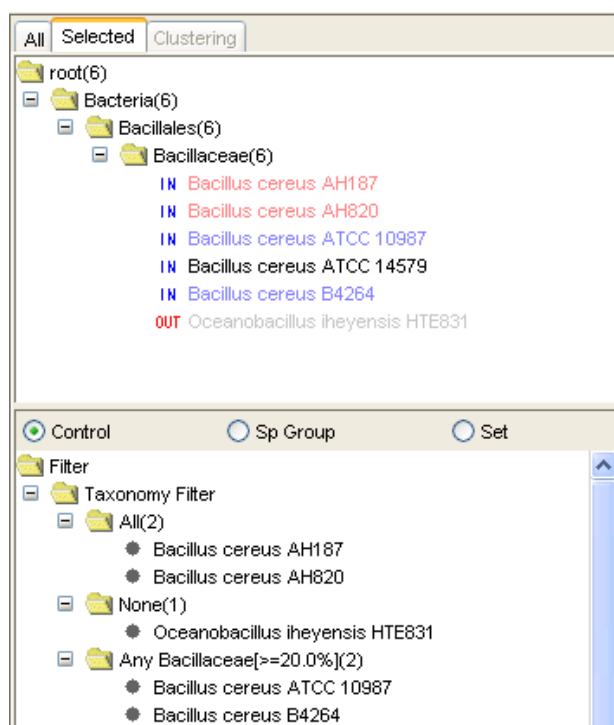 All Selected Clustering
root(6)
Bacteria(6)
Bacillales(6)
Bacillaceae(6)
IN Bacillus cereus AH187
IN Bacillus cereus AH820
IN Bacillus cereus ATCC 10987
IN Bacillus cereus ATCC 14579
IN Bacillus cereus B4264
OUT Oceanobacillus iheyensis HTE831
Control Sp Group Set
Filter
Taxonomy Filter
All(2)
Bacillus cereus AH187
Bacillus cereus AH820
None(1)
Oceanobacillus iheyensis HTE831
Any Bacillaceae[>=20.0%](2)
Bacillus cereus ATCC 10987
Bacillus cereus B4264